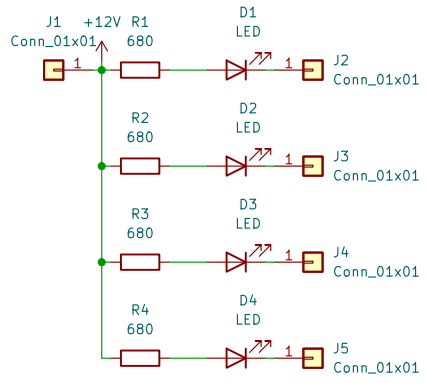 J1
+12V
R1
D1
Conn_01x01
680
LED
1
1
J2
Conn_01x01
R2
D2
680
LED
1
J3
Conn_01x01
R3
D3
680
LED
1
J4
Conn_01x01
R4
D4
680
LED
1
J5
Conn_01x01